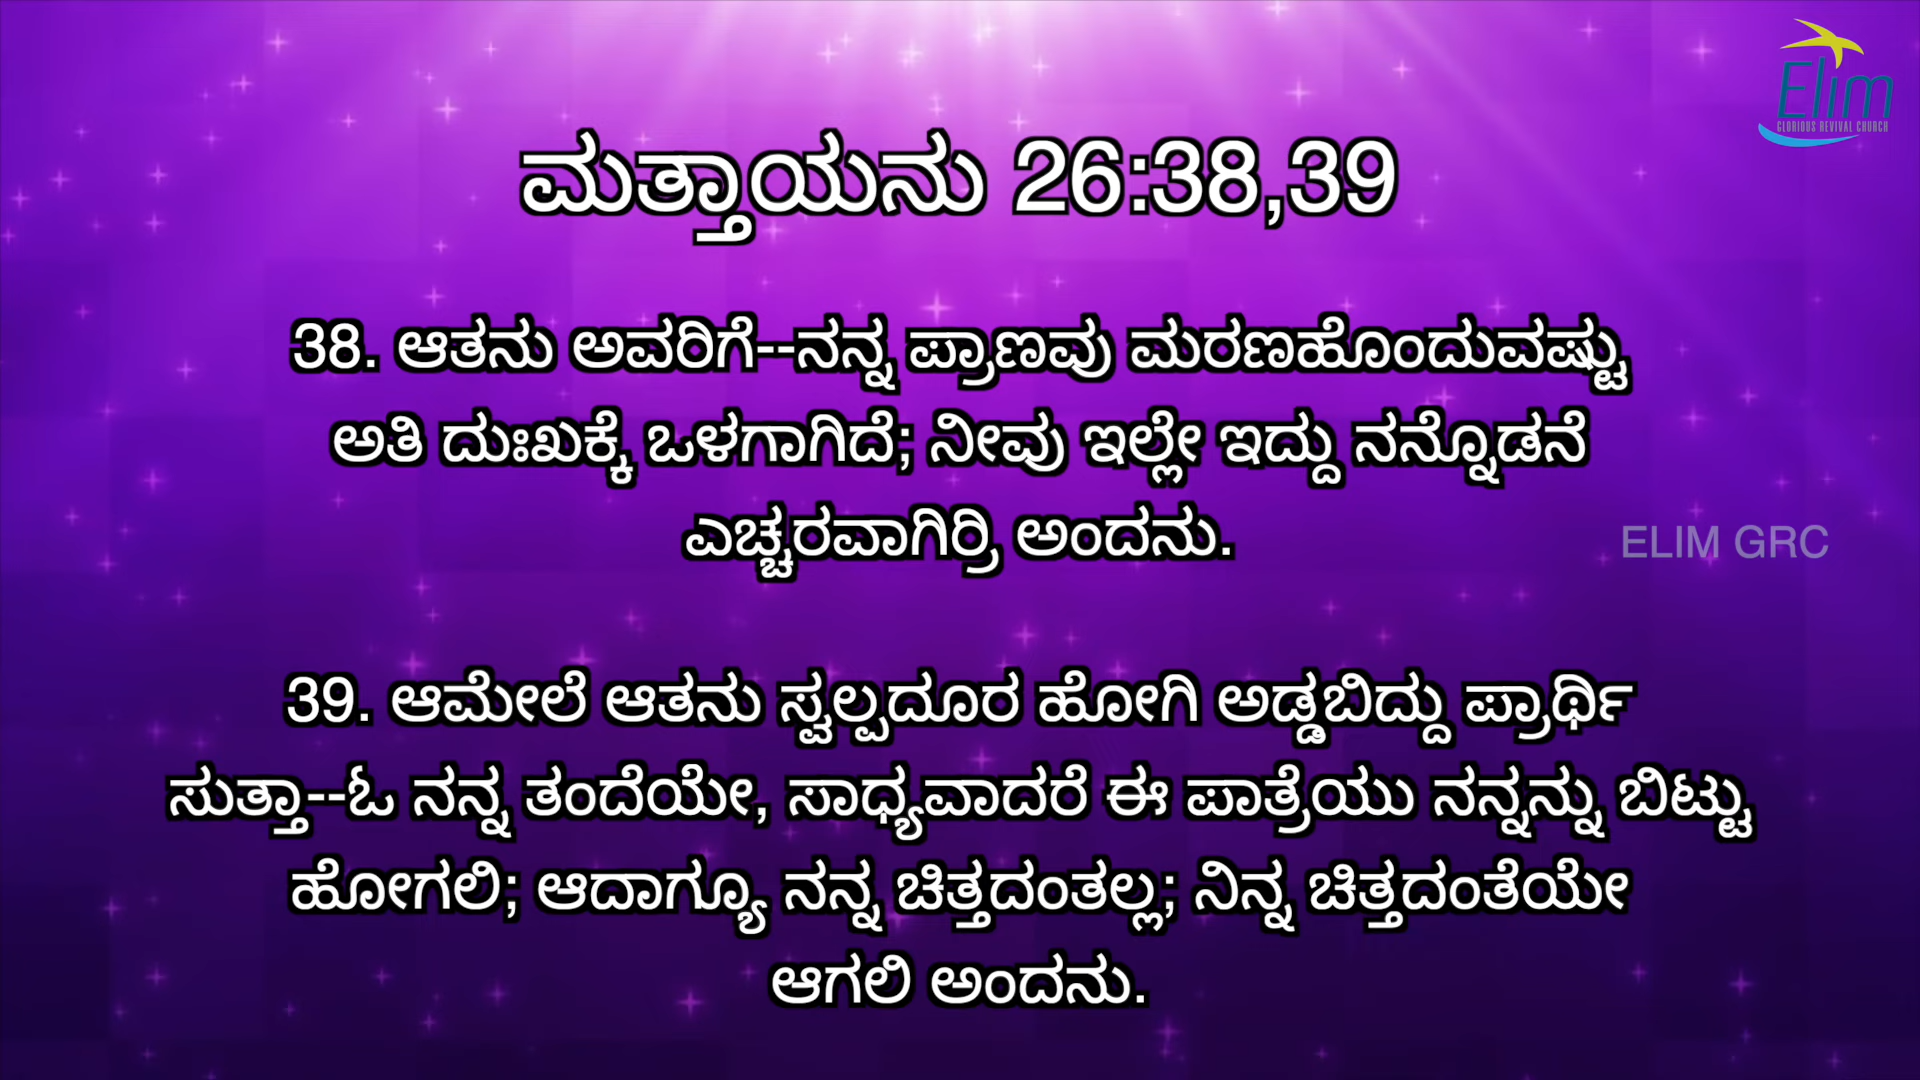 Elim
GLORIOUS REVIVAL CHURCH
ಮತ್ತಾಯನು 26:38,39
38. ಆತನು ಅವರಿಗೆ--ನನ್ನ ಪ್ರಾಣವು ಮರಣಹೊಂದುವಷ್ಟು
ಅತಿ ದುಃಖಕ್ಕೆ ಒಳಗಾಗಿದೆ; ನೀವು ಇಲ್ಲೇ ಇದ್ದು ನನ್ನೊಡನೆ
ಎಚ್ಚರವಾಗಿರ್ರಿ ಅಂದನು.
ELIM GRC
39. ಆಮೇಲೆ ಆತನು ಸ್ವಲ್ಪದೂರ ಹೋಗಿ ಅಡ್ಡಬಿದ್ದು ಪ್ರಾರ್ಥಿ
ಸುತ್ತಾ--ಓ ನನ್ನ ತಂದೆಯೇ, ಸಾಧ್ಯವಾದರೆ ಈ ಪಾತ್ರೆಯು ನನ್ನನ್ನು ಬಿಟ್ಟು
ಹೋಗಲಿ; ಆದಾಗ್ಯೂ ನನ್ನ ಚಿತ್ತದಂತಲ್ಲ; ನಿನ್ನ ಚಿತ್ತದಂತೆಯೇ
ಆಗಲಿ ಅಂದನು.